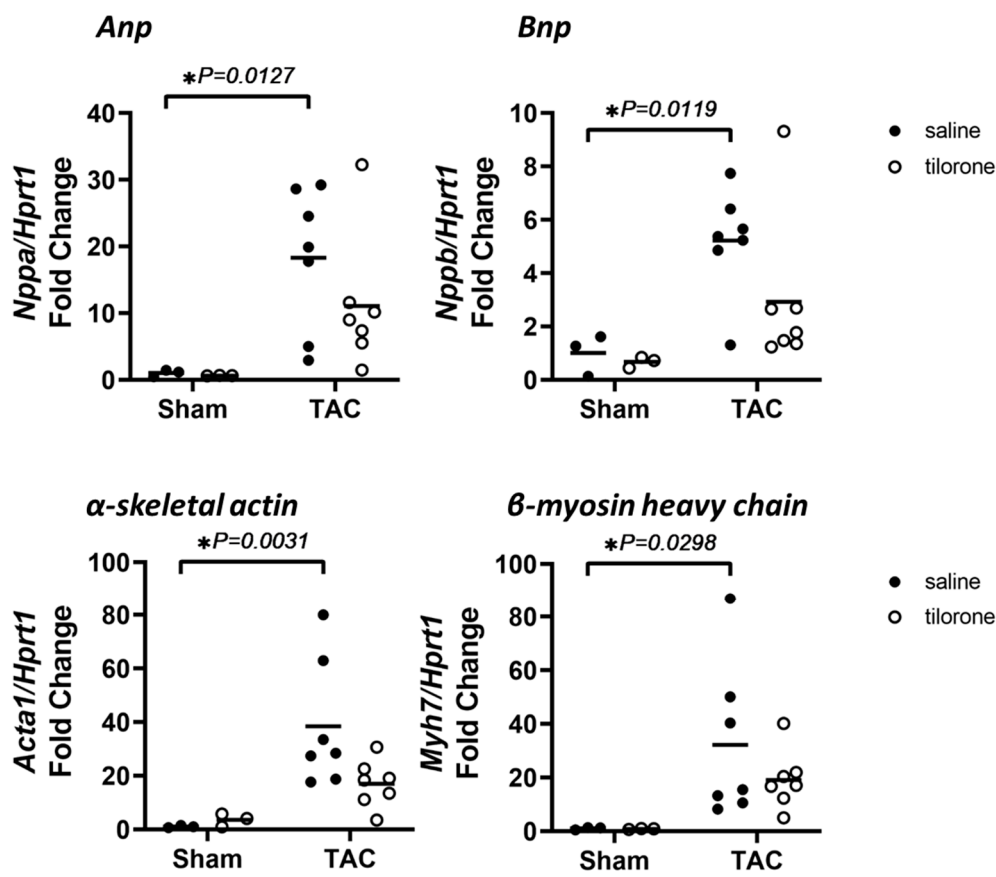 Anp
Bnp
∗P=0.0127
∗P=0.0119
saline
tilorone
Nppa/Hprt1
Fold Change
40
30
20
10
0
Sham
TAC
Nppb/Hprt1
Fold Change
10
8
6
4
2
0
Sham
TAC
α-skeletal actin
β-myosin heavy chain
∗P=0.0031
∗P=0.0298
saline
tilorone
Acta1/Hprt1
Fold Change
100
80
60
40
20
0
Sham
TAC
Myh7/Hprt1
Fold Change
100
80
60
40
20
0
Sham
TAC